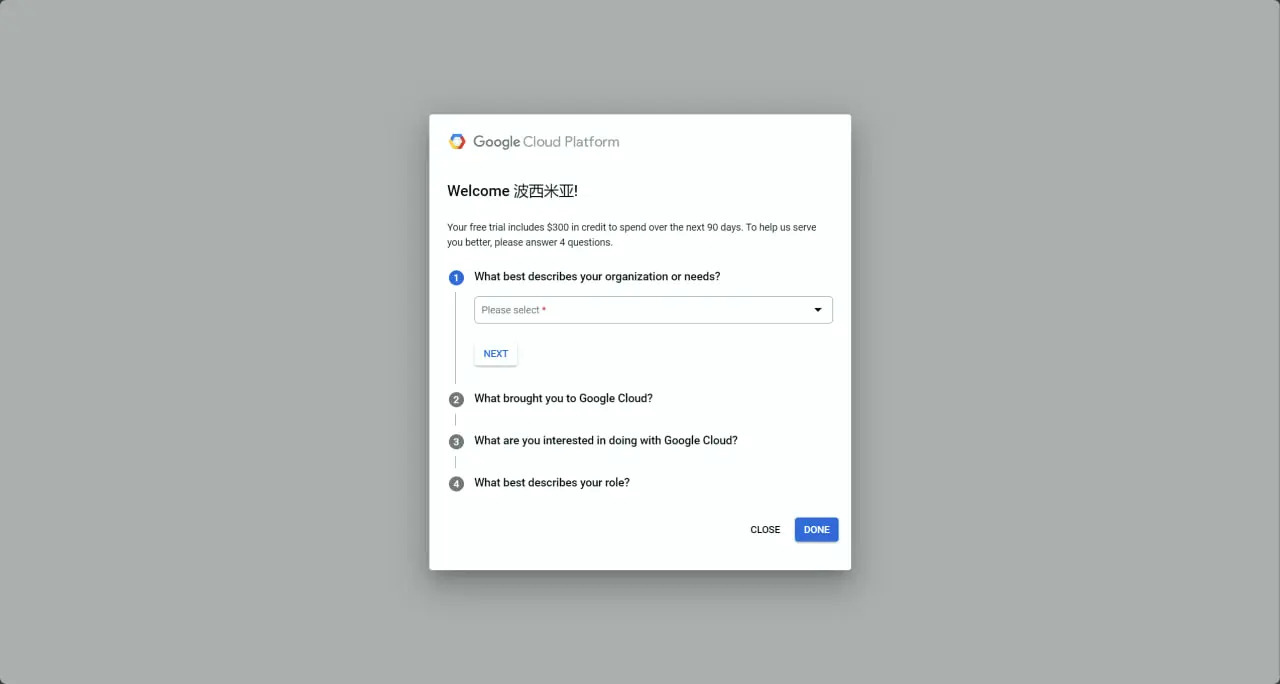 Google Cloud Platform
Welcome 波西米亚!
Your free trial includes $300 in credit to spend over the next 90 days. To help us serve
you better, please answer 4 questions.
1 What best describes your organization or needs?
Please select *
NEXT
2 What brought you to Google Cloud?
3 What are you interested in doing with Google Cloud?
4 What best describes your role?
CLOSE DONE